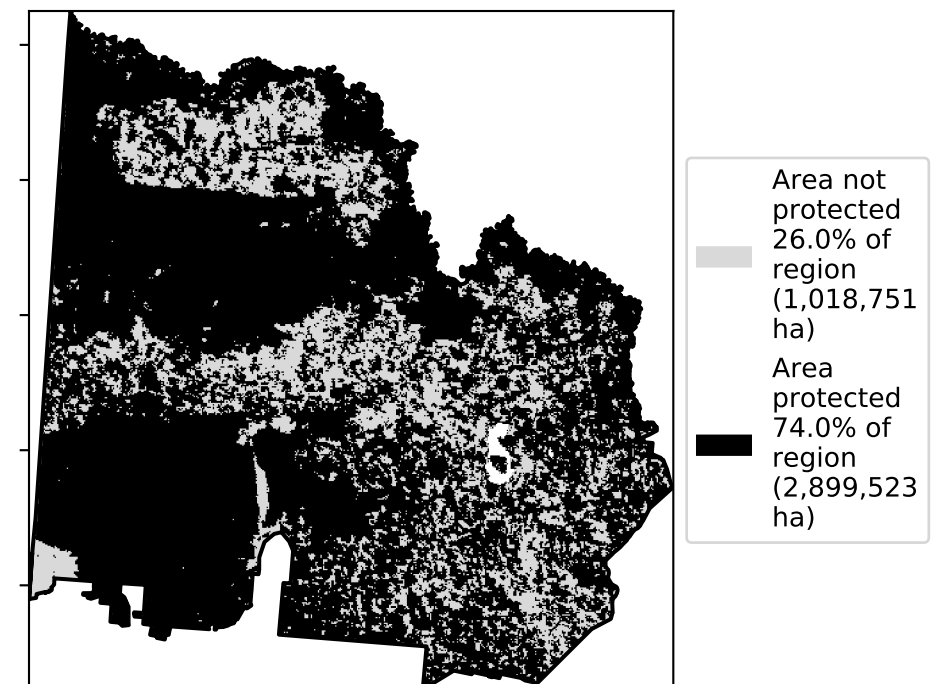 Area not
protected
26.0% of
region
(1,018,751
ha)
Area
protected
74.0% of
region
(2,899,523
ha)